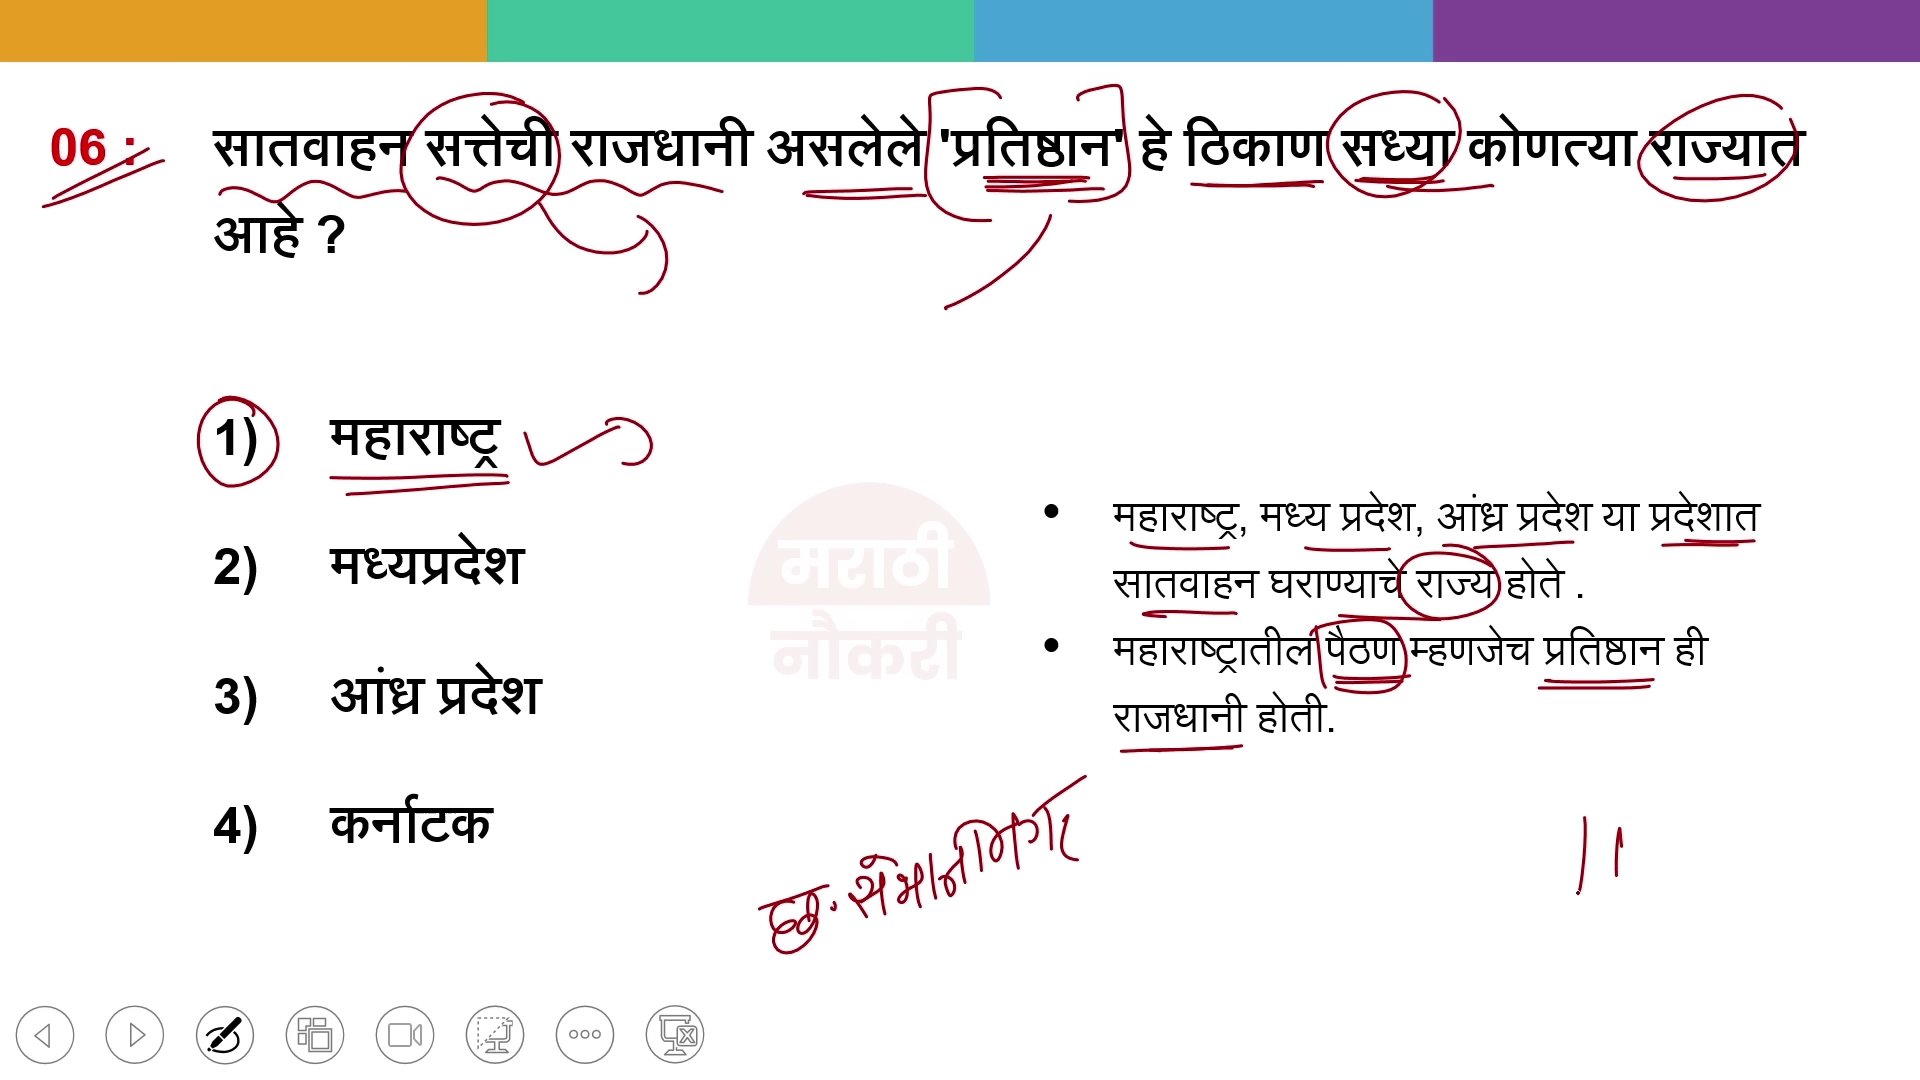 06 : सातवाहन सत्तेची राजधानी असलेले 'प्रतिष्ठान' हे ठिकाण सध्या कोणत्या राज्यात
आहे ?
1) महाराष्ट्र
2) मध्यप्रदेश
3) आंध्र प्रदेश
4) कर्नाटक
• महाराष्ट्र, मध्य प्रदेश, आंध्र प्रदेश या प्रदेशात
सातवाहन घराण्याचे राज्य होते .
• महाराष्ट्रातील पैठण म्हणजेच प्रतिष्ठान ही
राजधानी होती.
मराठी
नौकरी